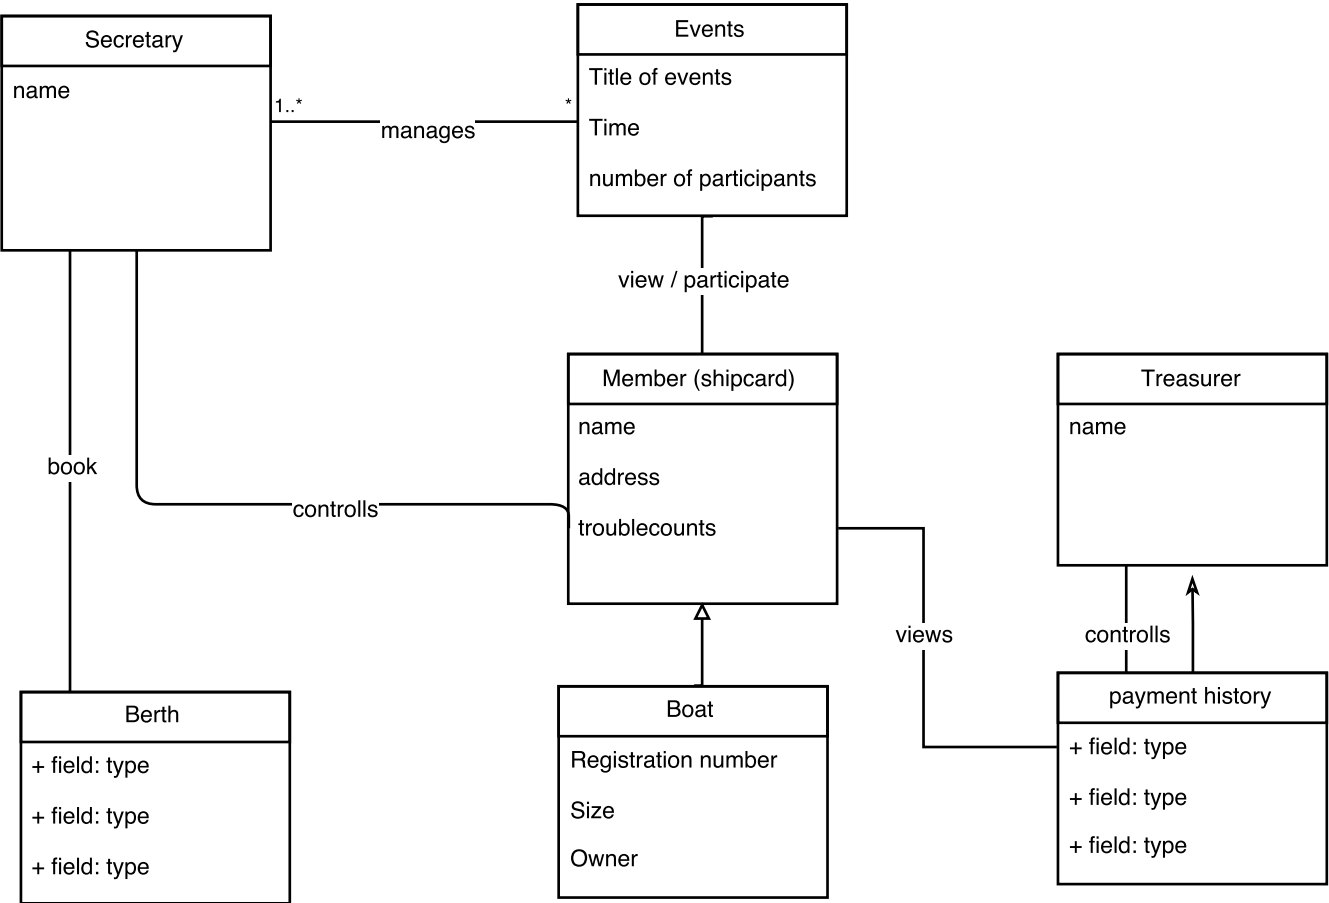 Secretary
name
1..*
*
manages
Events
Title of events
Time
number of participants
view / participate
Member (shipcard)
name
address
troublecounts
Treasurer
name
book
controlls
views
controlls
Berth
+ field: type
+ field: type
+ field: type
Boat
Registration number
Size
Owner
payment history
+ field: type
+ field: type
+ field: type